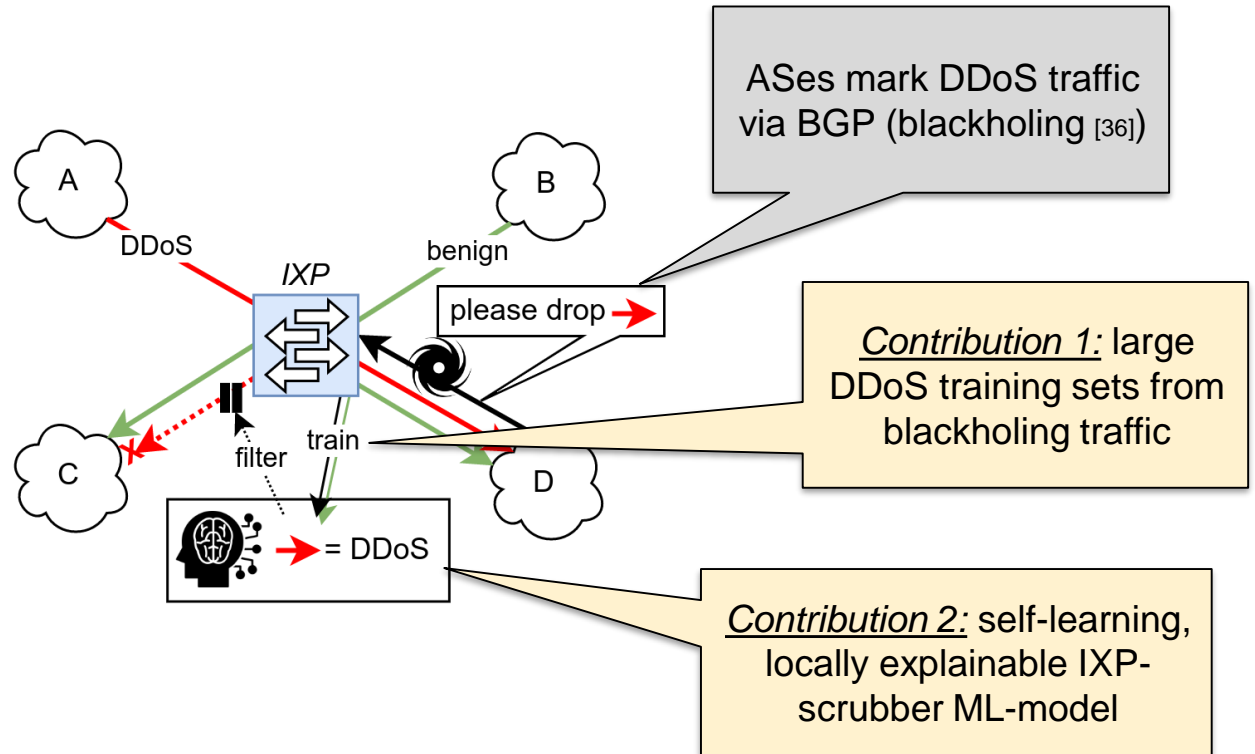 ASes mark DDoS traffic
via BGP (blackholing [36])
A
B
DDoS
benign
IXP
please drop
Contribution 1: large
DDoS training sets from
blackholing traffic
train
filter
C
D
= DDoS
Contribution 2: self-learning,
locally explainable IXP-
scrubber ML-model